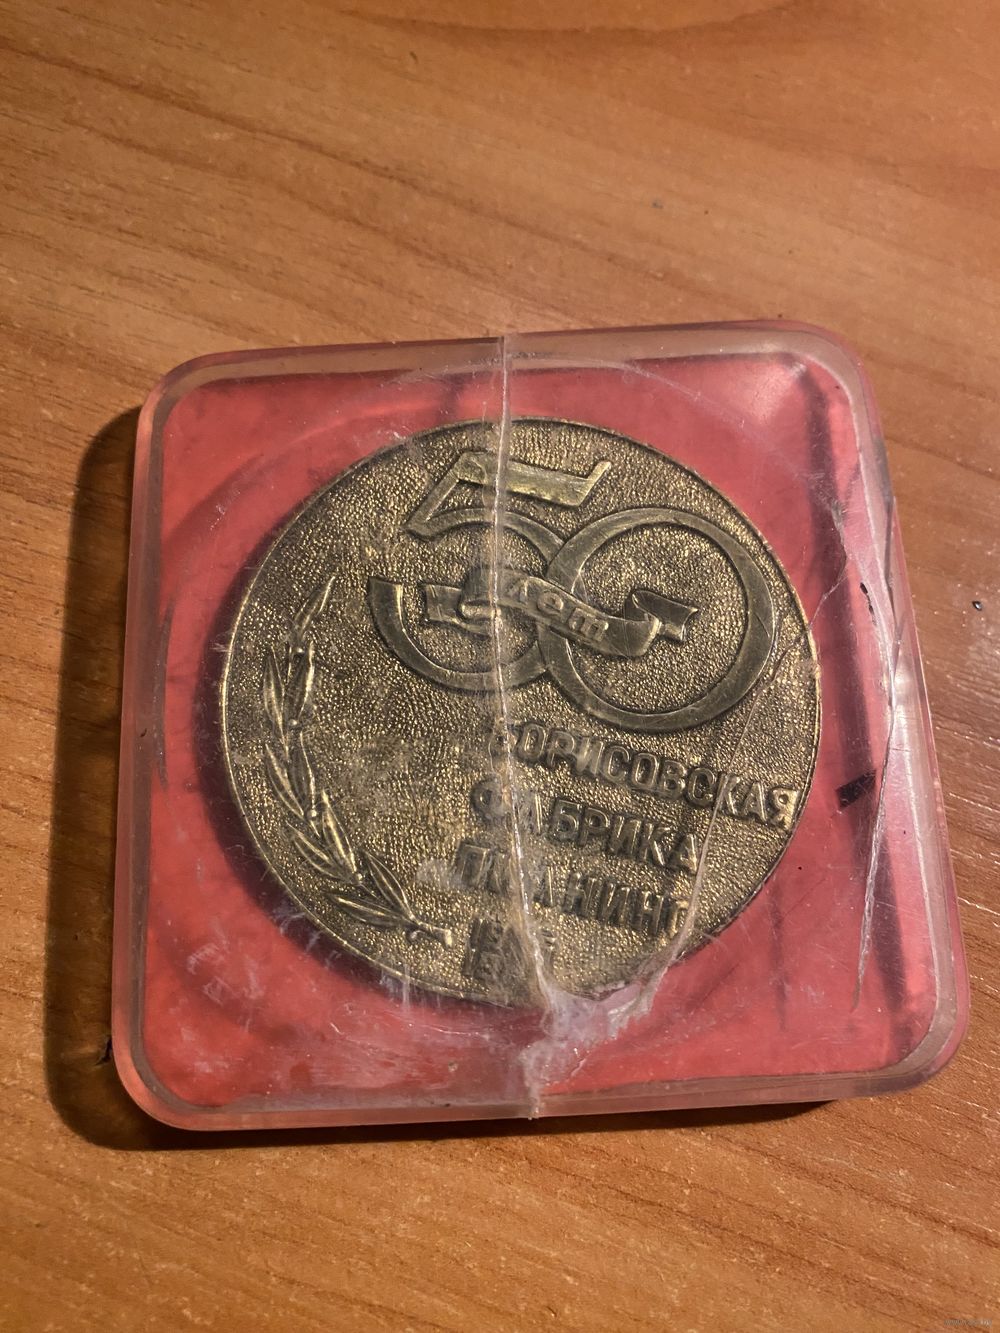 50
лет
БОРИСОВСКАЯ
ФАБРИКА
ПИАНИНО